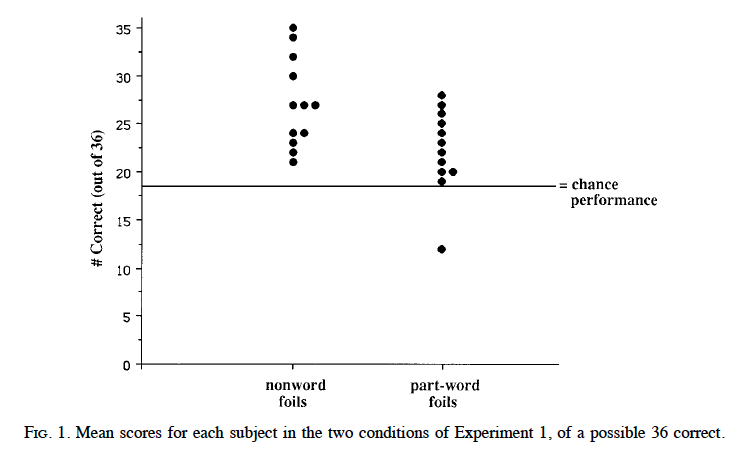 35
30
25
20
15
10
5
0
# Correct (out of 36)
= chance
performance
nonword
foils
part-word
foils
FIG. 1. Mean scores for each subject in the two conditions of Experiment 1, of a possible 36 correct.